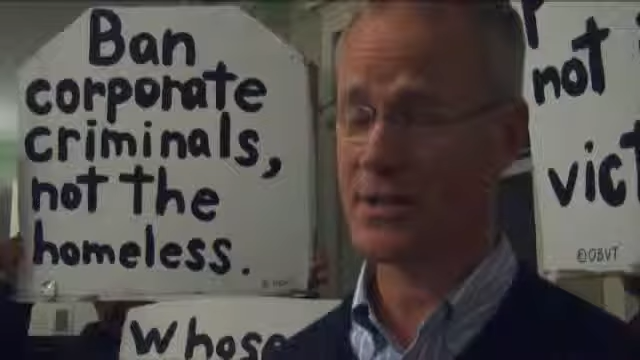 Ban
corporate
criminals,
not the
homeless.
not
vict
©OBVT
Whose